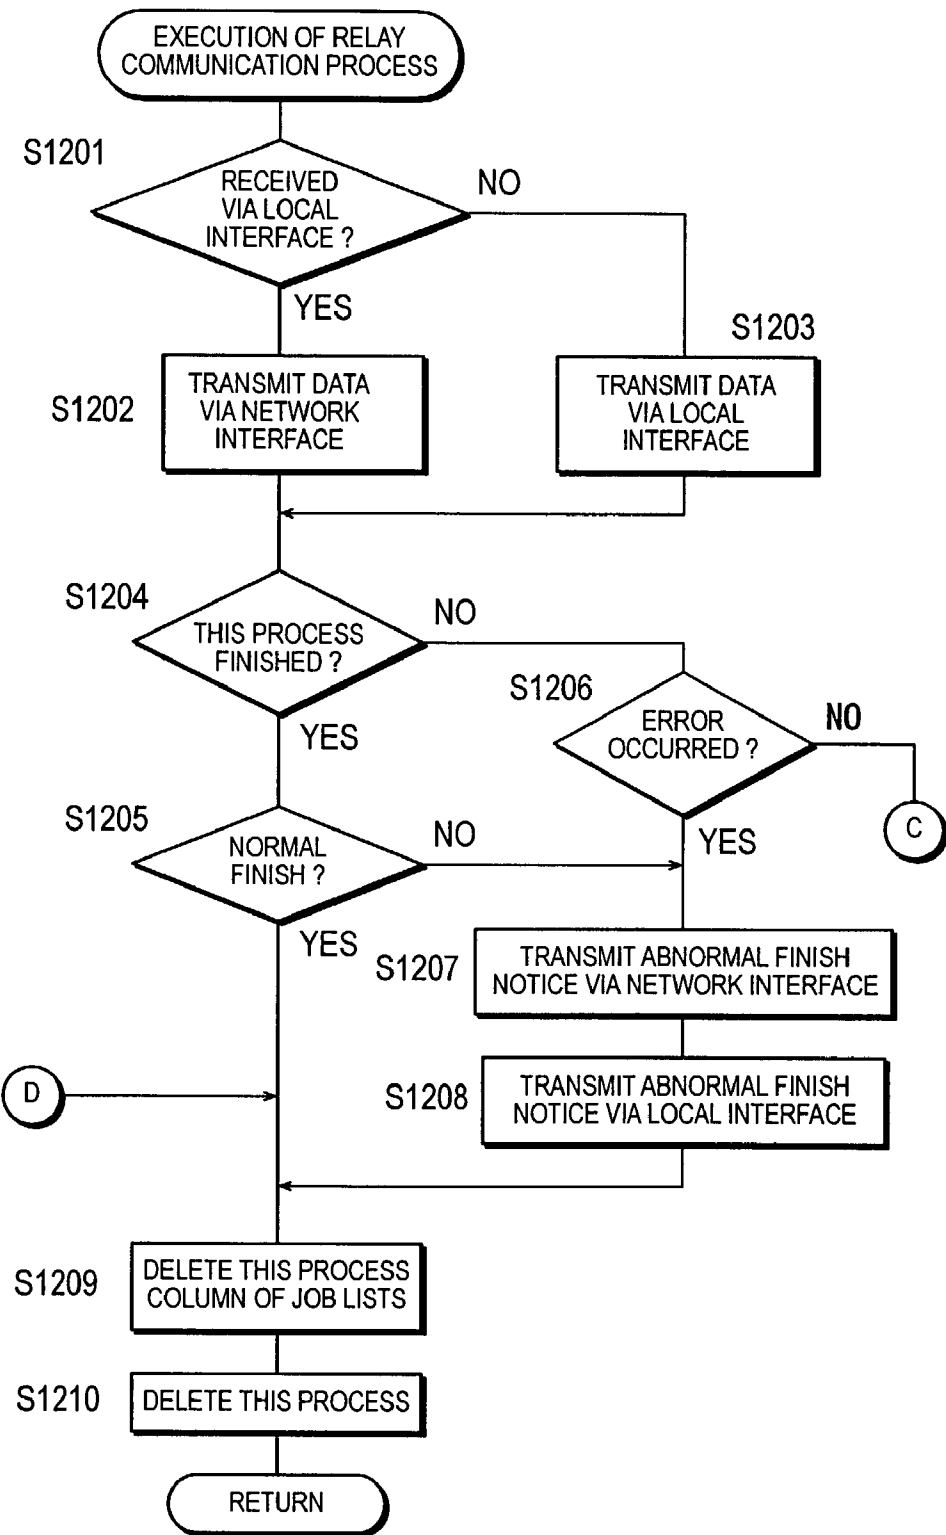 EXECUTION OF RELAY
COMMUNICATION PROCESS
S1201
RECEIVED
VIA LOCAL
INTERFACE ?
NO
YES
S1203
S1202
TRANSMIT DATA
VIA NETWORK
INTERFACE
TRANSMIT DATA
VIA LOCAL
INTERFACE
S1204
THIS PROCESS
FINISHED ?
NO
YES
S1206
ERROR
OCCURRED ?
NO
C
YES
S1205
NORMAL
FINISH ?
NO
YES
S1207
TRANSMIT ABNORMAL FINISH
NOTICE VIA NETWORK INTERFACE
D
S1208
TRANSMIT ABNORMAL FINISH
NOTICE VIA LOCAL INTERFACE
S1209
DELETE THIS PROCESS
COLUMN OF JOB LISTS
S1210
DELETE THIS PROCESS
RETURN